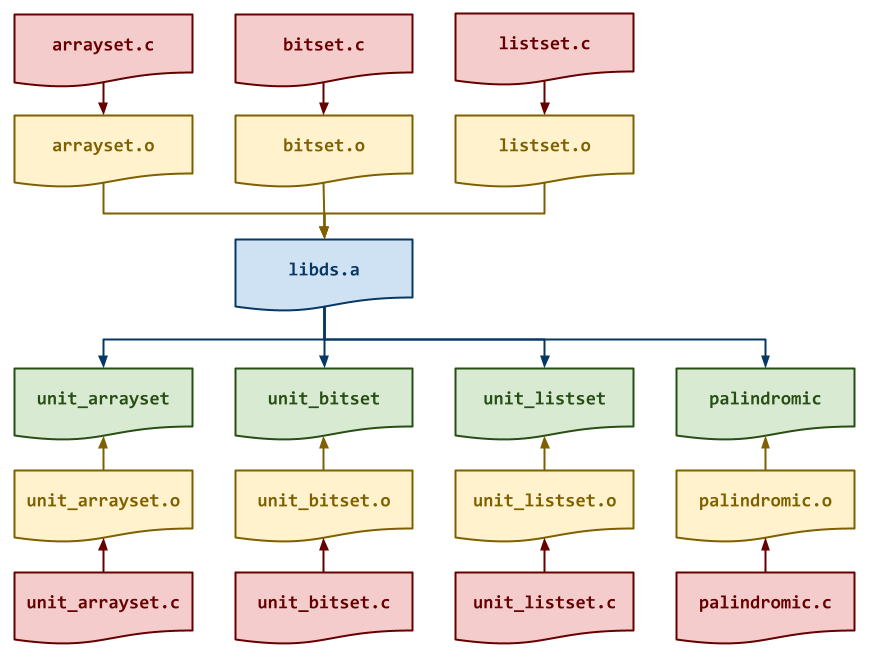 arrayset.c
bitset.c
listset.c
arrayset.o
bitset.o
listset.o
libds.a
unit_arrayset
unit_bitset
unit_listset
palindromic
unit_arrayset.o
unit_bitset.o
unit_listset.o
palindromic.o
unit_arrayset.c
unit_bitset.c
unit_listset.c
palindromic.c